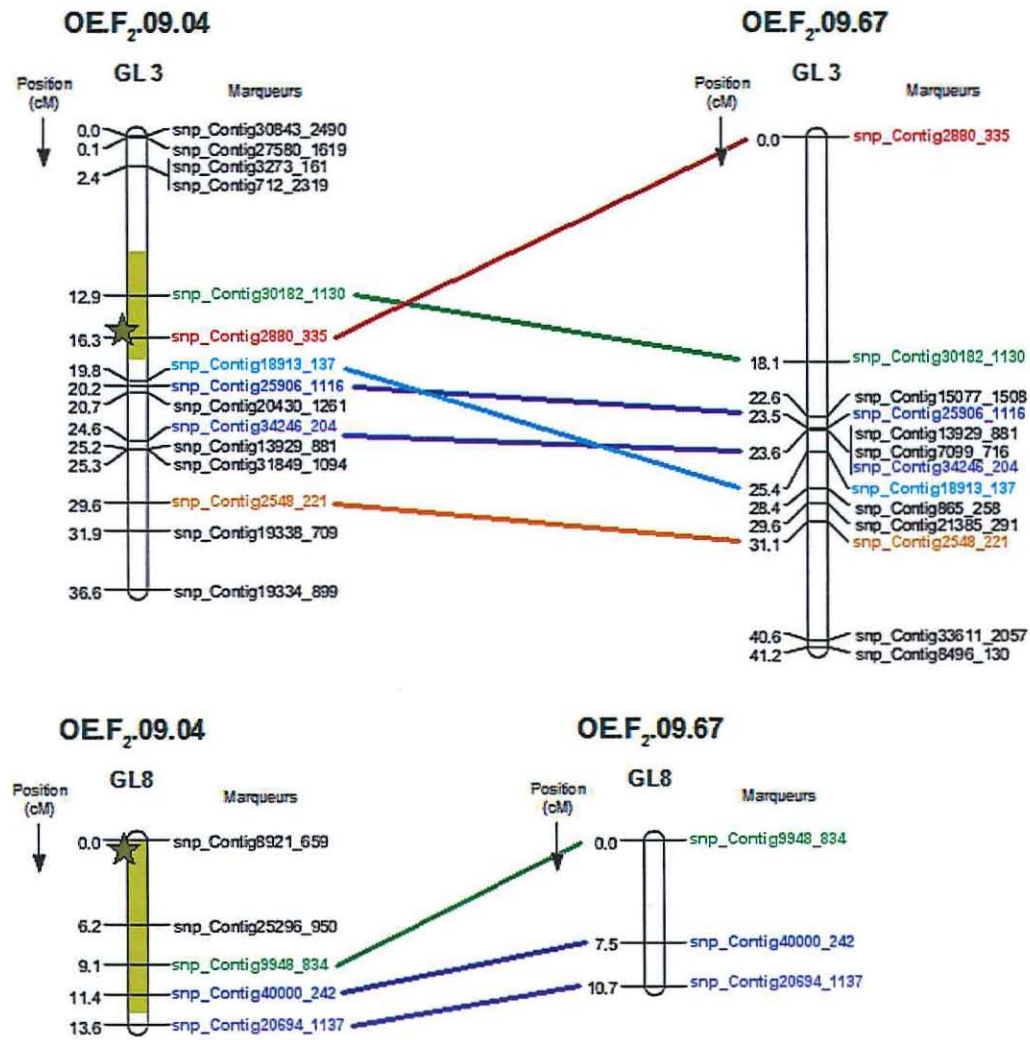 OE.F₂.09.04
GL 3
Position
(cM)
Marqueurs
0.0 snp_Contig30843_2490
0.1 snp_Contig27580_1619
2.4 snp_Contig3273_161
snp_Contig712_2319
12.9 snp_Contig30182_1130
16.3 snp_Contig2880_335
19.8 snp_Contig18913_137
20.2 snp_Contig25906_1116
20.7 snp_Contig20430_1261
24.6 snp_Contig34246_204
25.2 snp_Contig13929_881
25.3 snp_Contig31849_1094
29.6 snp_Contig2548_221
31.9 snp_Contig19338_709
36.6 snp_Contig19334_899
OE.F₂.09.67
GL 3
Position
(cM)
Marqueurs
0.0 snp_Contig2880_335
18.1 snp_Contig30182_1130
22.6 snp_Contig15077_1508
23.5 snp_Contig25906_1116
snp_Contig13929_881
23.6 snp_Contig7099_716
snp_Contig34246_204
25.4 snp_Contig18913_137
28.4 snp_Contig865_258
29.6 snp_Contig21385_291
31.1 snp_Contig2548_221
40.6 snp_Contig33611_2057
41.2 snp_Contig8496_130
OE.F₂.09.04
GL8
Position
(cM)
Marqueurs
0.0 snp_Contig8921_659
6.2 snp_Contig25296_950
9.1 snp_Contig9948_834
11.4 snp_Contig40000_242
13.6 snp_Contig20694_1137
OE.F₂.09.67
GL8
Position
(cM)
Marqueurs
0.0 snp_Contig9948_834
7.5 snp_Contig40000_242
10.7 snp_Contig20694_1137